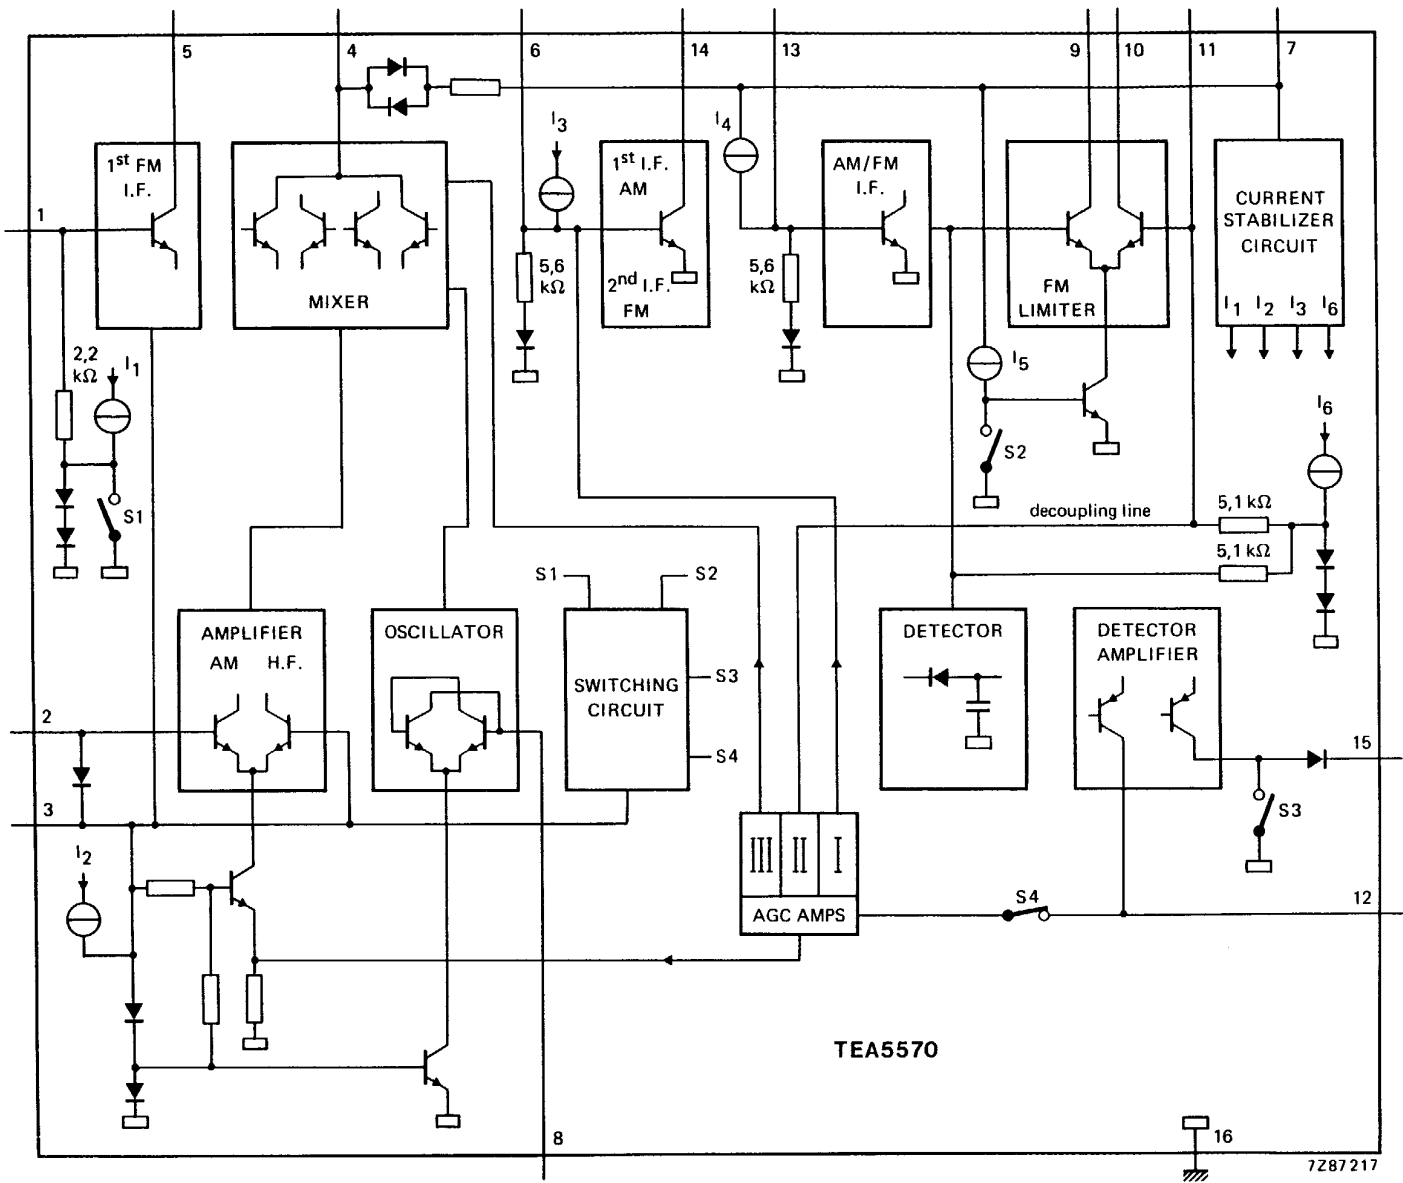 5
4
6
14
13
9
10
11
7
1st FM
I.F.
I3
1st I.F.
AM
I4
AM/FM
I.F.
CURRENT
STABILIZER
CIRCUIT
1
MIXER
5,6
kΩ
2nd I.F.
FM
5,6
kΩ
FM
LIMITER
I1 I2 I3 I6
2,2
kΩ
I1
I5
I6
S1
S2
decoupling line
5,1 kΩ
5,1 kΩ
S1
S2
AMPLIFIER
AM H.F.
OSCILLATOR
SWITCHING
CIRCUIT
S3
S4
DETECTOR
DETECTOR
AMPLIFIER
2
15
3
S3
I2
III II I
AGC AMPS
S4
12
TEA5570
8
16
7Z87217